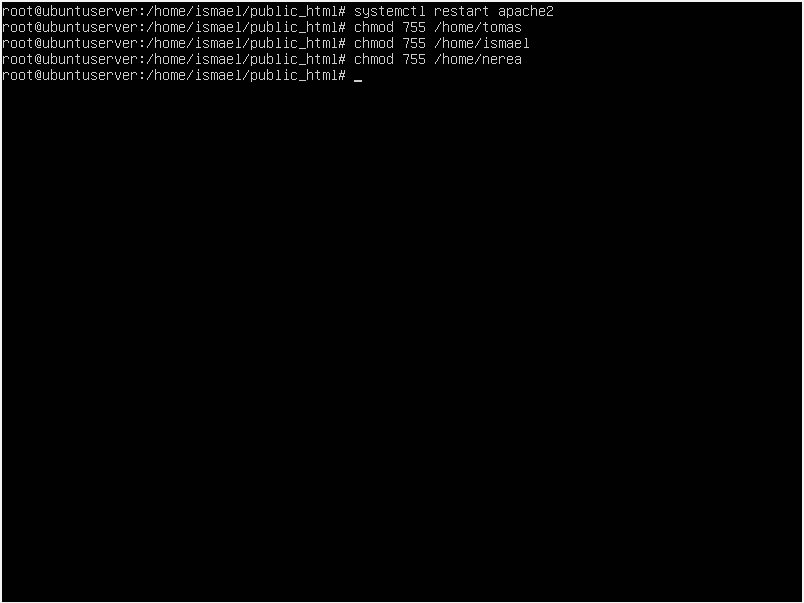 root@ubuntuserver:/home/ismael/public_html# systemctl restart apache2
root@ubuntuserver:/home/ismael/public_html# chmod 755 /home/tomas
root@ubuntuserver:/home/ismael/public_html# chmod 755 /home/ismael
root@ubuntuserver:/home/ismael/public_html# chmod 755 /home/nerea
root@ubuntuserver:/home/ismael/public_html# _